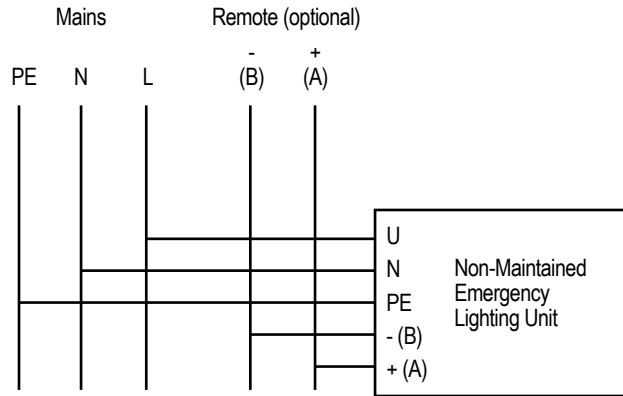 Mains Remote (optional)
- +
PE N L (B) (A)
U
N
PE
- (B)
+ (A)
Non-Maintained
Emergency
Lighting Unit